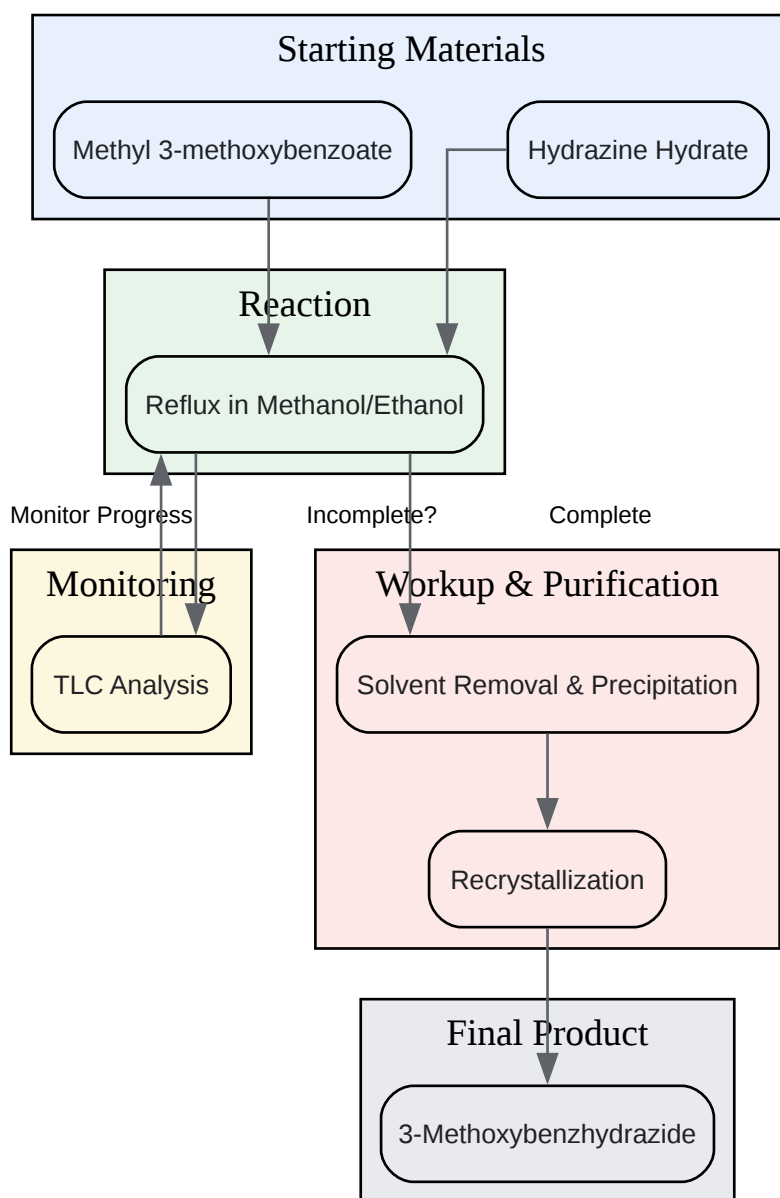 Starting Materials
Methyl 3-methoxybenzoate
Hydrazine Hydrate
Reaction
Reflux in Methanol/Ethanol
Monitor Progress
Incomplete?
Complete
Monitoring
TLC Analysis
Workup & Purification
Solvent Removal & Precipitation
Recrystallization
Final Product
3-Methoxybenzhydrazide